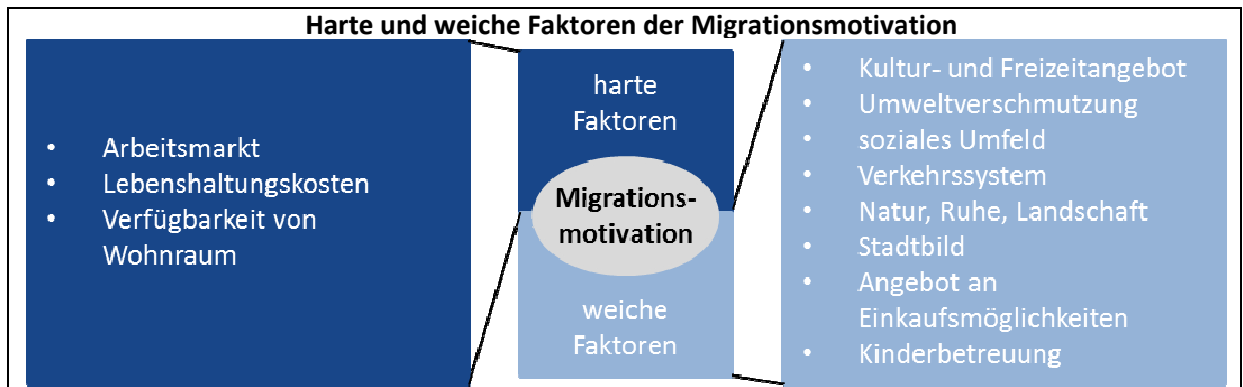 Harte und weiche Faktoren der Migrationsmotivation
• Arbeitsmarkt
• Lebenshaltungskosten
• Verfügbarkeit von
Wohnraum
harte
Faktoren
Migrations-
motivation
weiche
Faktoren
• Kultur- und Freizeitangebot
• Umweltverschmutzung
• soziales Umfeld
• Verkehrssystem
• Natur, Ruhe, Landschaft
• Stadtbild
• Angebot an
Einkaufsmöglichkeiten
• Kinderbetreuung